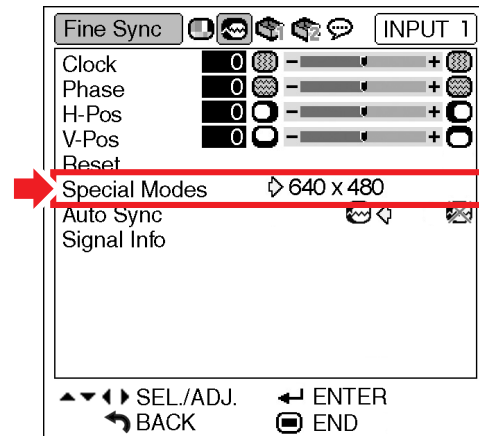 Fine Sync INPUT 1
Clock 0 - +
Phase 0 - +
H-Pos 0 - +
V-Pos 0 - +
Reset
Special Modes 640 x 480
Auto Sync
Signal Info
SEL./ADJ. ENTER
BACK END